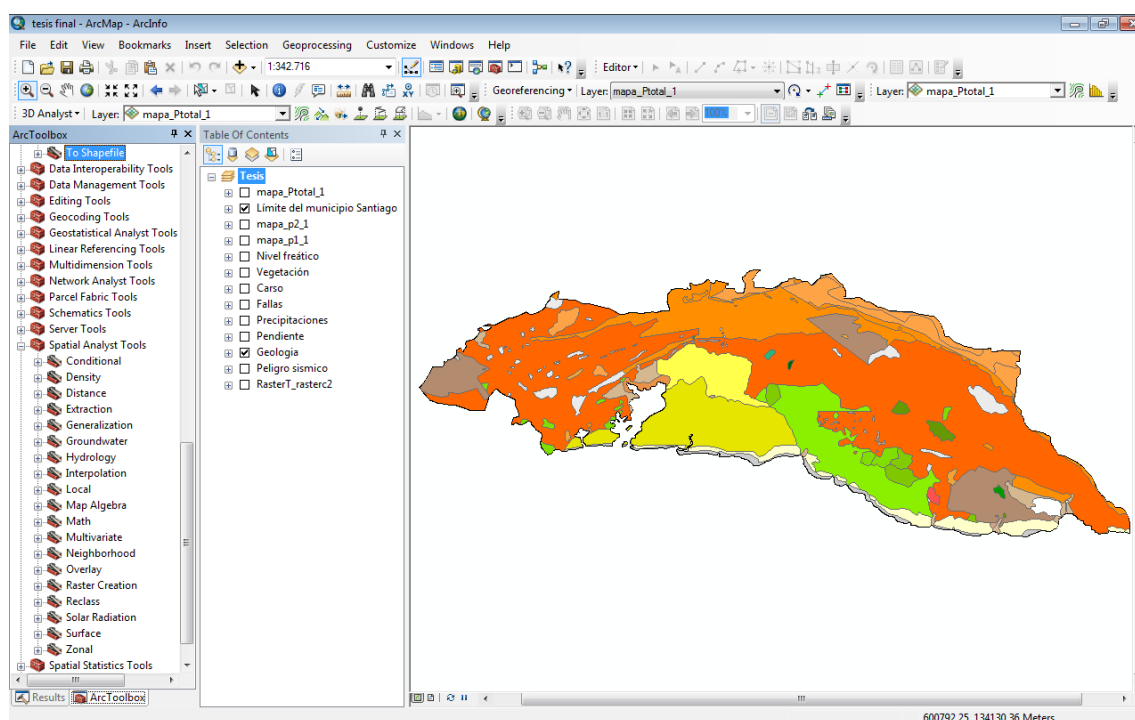 tesis final - ArcMap - ArcInfo
File Edit View Bookmarks Insert Selection Geoprocessing Customize Windows Help
1:342.716 Editor
Georeferencing Layer: mapa_Ptotal_1 Layer: mapa_Ptotal_1
3D Analyst Layer: mapa_Ptotal_1 100%
ArcToolbox
To Shapefile
Data Interoperability Tools
Data Management Tools
Editing Tools
Geocoding Tools
Geostatistical Analyst Tools
Linear Referencing Tools
Multidimension Tools
Network Analyst Tools
Parcel Fabric Tools
Schematics Tools
Server Tools
Spatial Analyst Tools
Conditional
Density
Distance
Extraction
Generalization
Groundwater
Hydrology
Interpolation
Local
Map Algebra
Math
Multivariate
Neighborhood
Overlay
Raster Creation
Reclass
Solar Radiation
Surface
Zonal
Spatial Statistics Tools
Results ArcToolbox
Table Of Contents
Tesis
mapa_Ptotal_1
Límite del municipio Santiago
mapa_p2_1
mapa_p1_1
Nivel freático
Vegetación
Carso
Fallas
Precipitaciones
Pendiente
Geologia
Peligro sismico
RasterT_rasterc2
600792,25 134130,36 Meters